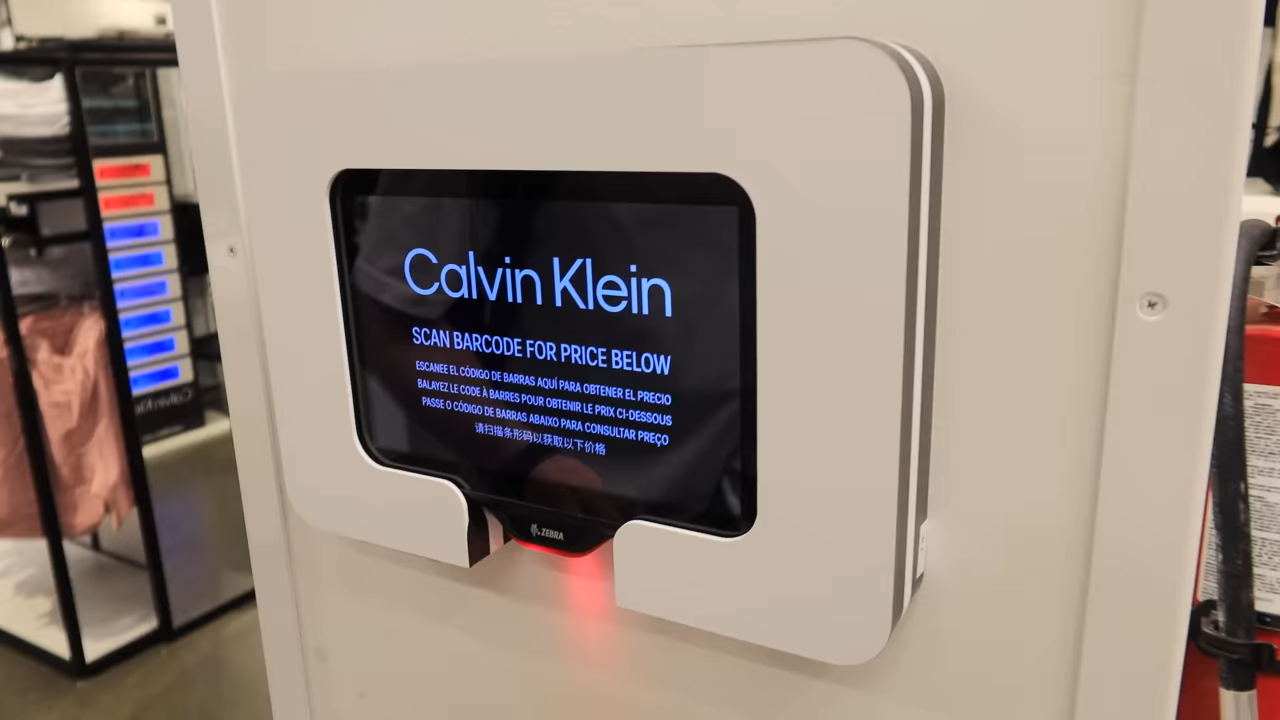 Calvin Klein
SCAN BARCODE FOR PRICE BELOW
ESCANEE EL CÓDIGO DE BARRAS AQUÍ PARA OBTENER EL PRECIO
BALAYEZ LE CODE À BARRES POUR OBTENIR LE PRIX CI-DESSOUS
PASSE O CÓDIGO DE BARRAS ABAIXO PARA CONSULTAR PREÇO
请扫描条形码以获取以下价格
ZEBRA